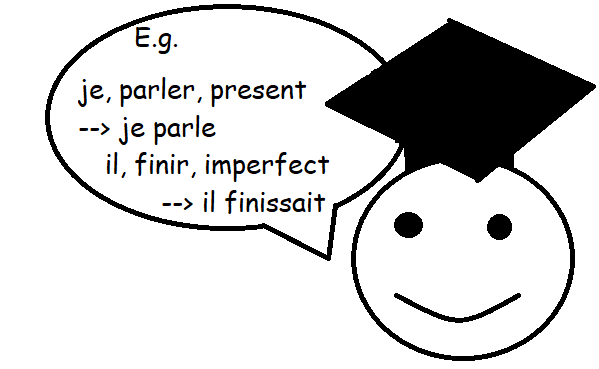 E.g.
je, parler, present
--> je parle
il, finir, imperfect
--> il finissait